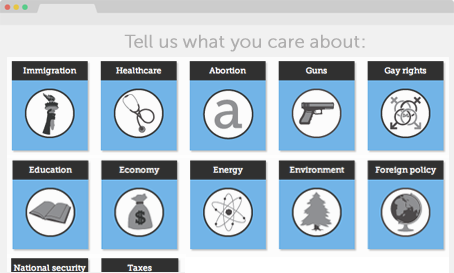 Tell us what you care about:
Immigration Healthcare Abortion Guns Gay rights
a
Education Economy Energy Environment Foreign policy
$
National security Taxes